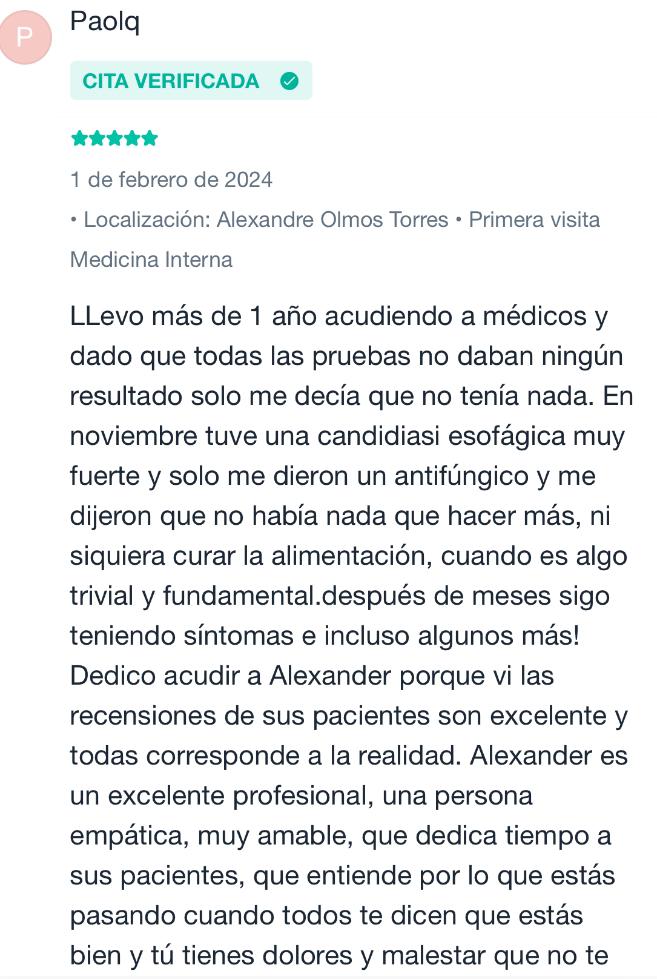 P
Paolq
CITA VERIFICADA
1 de febrero de 2024
• Localización: Alexandre Olmos Torres • Primera visita
Medicina Interna
LLevo más de 1 año acudiendo a médicos y
dado que todas las pruebas no daban ningún
resultado solo me decía que no tenía nada. En
noviembre tuve una candidiasi esofágica muy
fuerte y solo me dieron un antifúngico y me
dijeron que no había nada que hacer más, ni
siquiera curar la alimentación, cuando es algo
trivial y fundamental.después de meses sigo
teniendo síntomas e incluso algunos más!
Dedico acudir a Alexander porque vi las
recensiones de sus pacientes son excelente y
todas corresponde a la realidad. Alexander es
un excelente profesional, una persona
empática, muy amable, que dedica tiempo a
sus pacientes, que entiende por lo que estás
pasando cuando todos te dicen que estás
bien y tú tienes dolores y malestar que no te